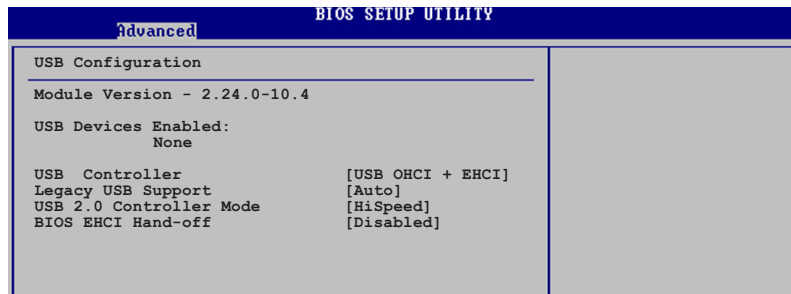 BIOS SETUP UTILITY
Advanced
USB Configuration
Module Version - 2.24.0-10.4
USB Devices Enabled:
None
USB Controller [USB OHCI + EHCI]
Legacy USB Support [Auto]
USB 2.0 Controller Mode [HiSpeed]
BIOS EHCI Hand-off [Disabled]